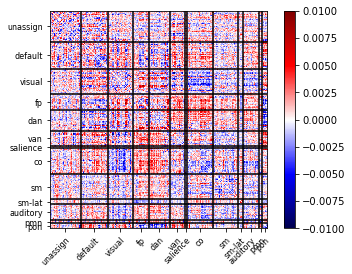 unassign
default
visual
fp
dan
van
salience
co
sm
sm-lat
auditory
pmn
pon
unassign
default
visual
fp
dan
van
salience
co
sm
sm-lat
auditory
0.0100
0.0075
0.0050
0.0025
0.0000
−0.0025
−0.0050
−0.0075
−0.0100